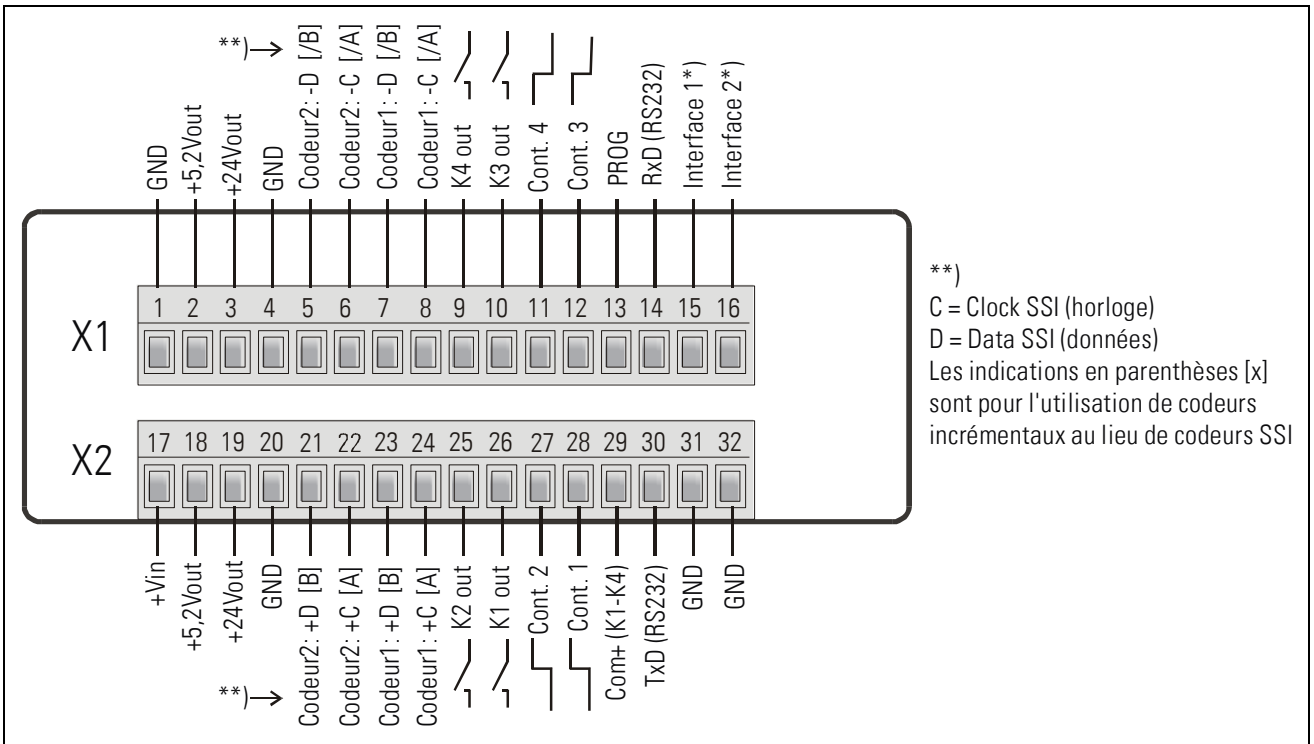 **)
GND
+5,2Vout
+24Vout
GND
Codeur2: -D [/B]
Codeur2: -C [/A]
Codeur1: -D [/B]
Codeur1: -C [/A]
K4 out
K3 out
Cont. 4
Cont. 3
PROG
RxD (RS232)
Interface 1*)
Interface 2*)
X1
1 2 3 4 5 6 7 8 9 10 11 12 13 14 15 16
X2
17 18 19 20 21 22 23 24 25 26 27 28 29 30 31 32
+Vin
+5,2Vout
+24Vout
GND
Codeur2: +D [B]
Codeur2: +C [A]
Codeur1: +D [B]
Codeur1: +C [A]
K2 out
K1 out
Cont. 2
Cont. 1
Com+ (K1-K4)
TxD (RS232)
GND
GND
**)
**)
C = Clock SSI (horloge)
D = Data SSI (données)
Les indications en parenthèses [x]
sont pour l'utilisation de codeurs
incrémentaux au lieu de codeurs SSI